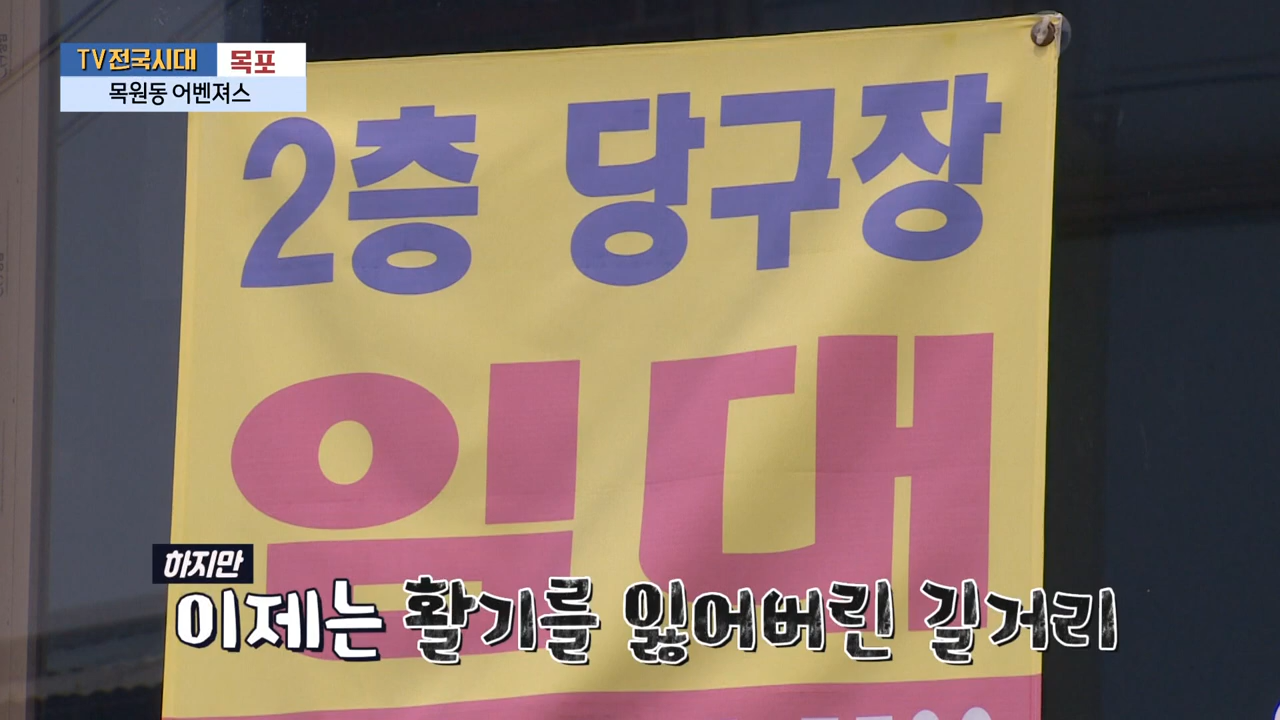 TV전국시대 목포
목원동 어벤져스
2층 당구장
임대
하지만
이제는 활기를 잃어버린 길거리